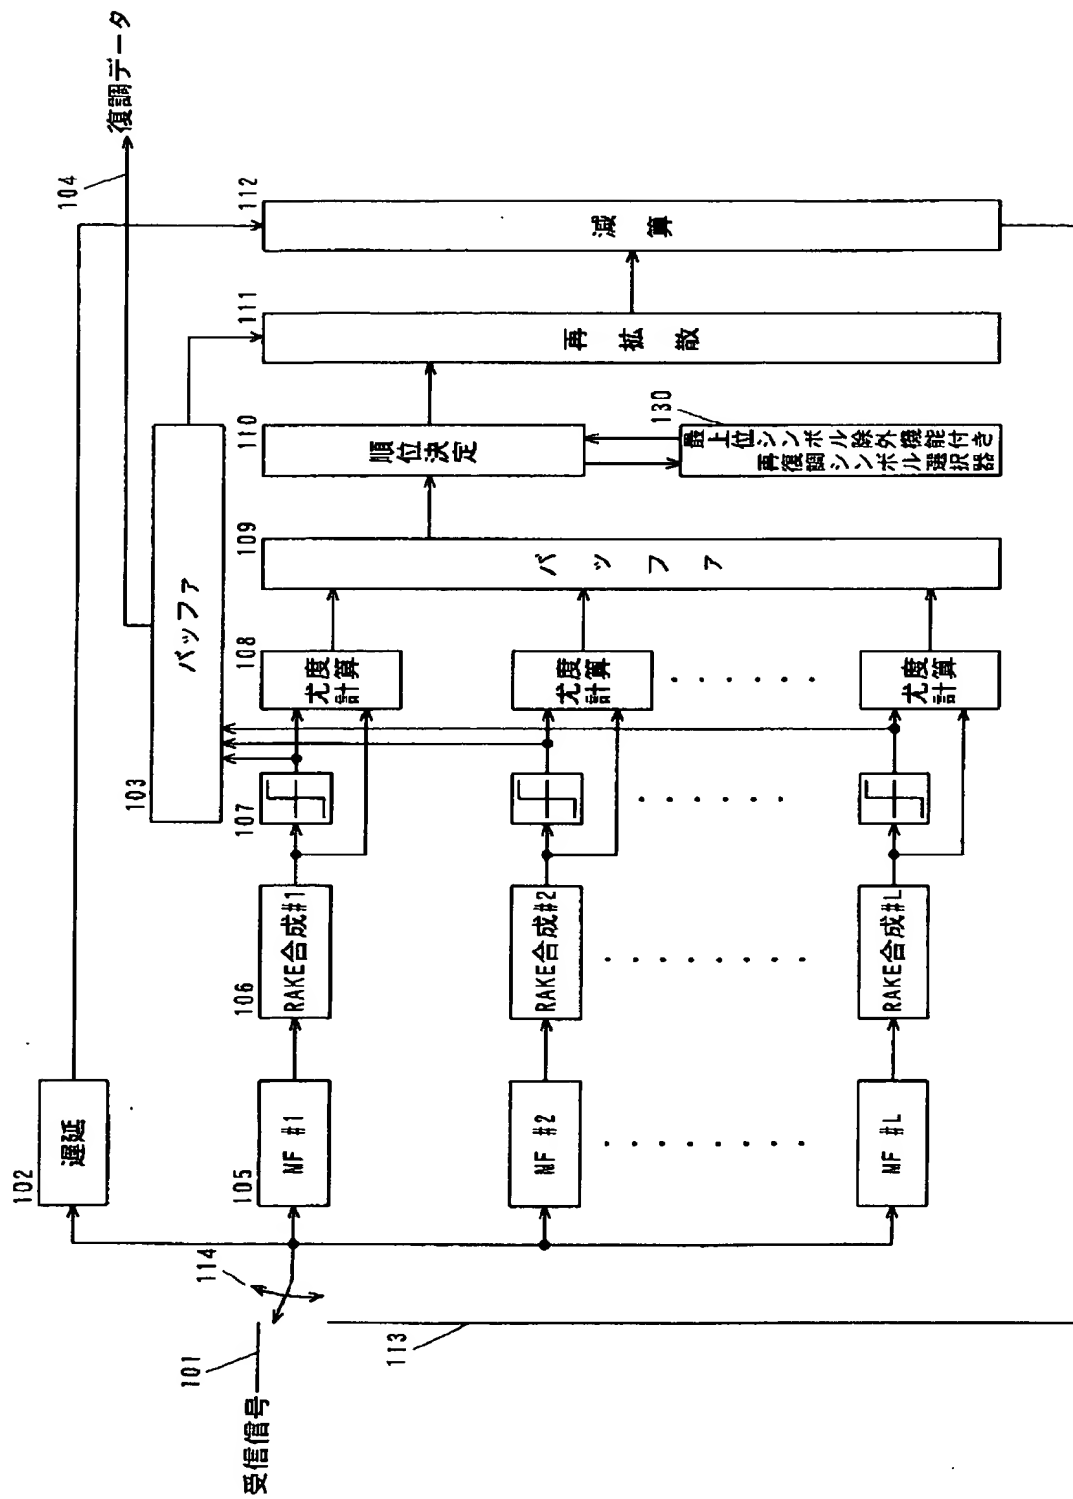 受信信号
101
114
113
102
遅延
105
MF #1
MF #2
MF #L
106
RAKE合成#1
RAKE合成#2
RAKE合成#L
107
103
バッファ
104
復調データ
108
尤度
計算
尤度
計算
尤度
計算
109
バッファ
110
順位決定
130
最上位シンボル除外機能付き
再復調シンボル選択器
111
再拡散
112
減算